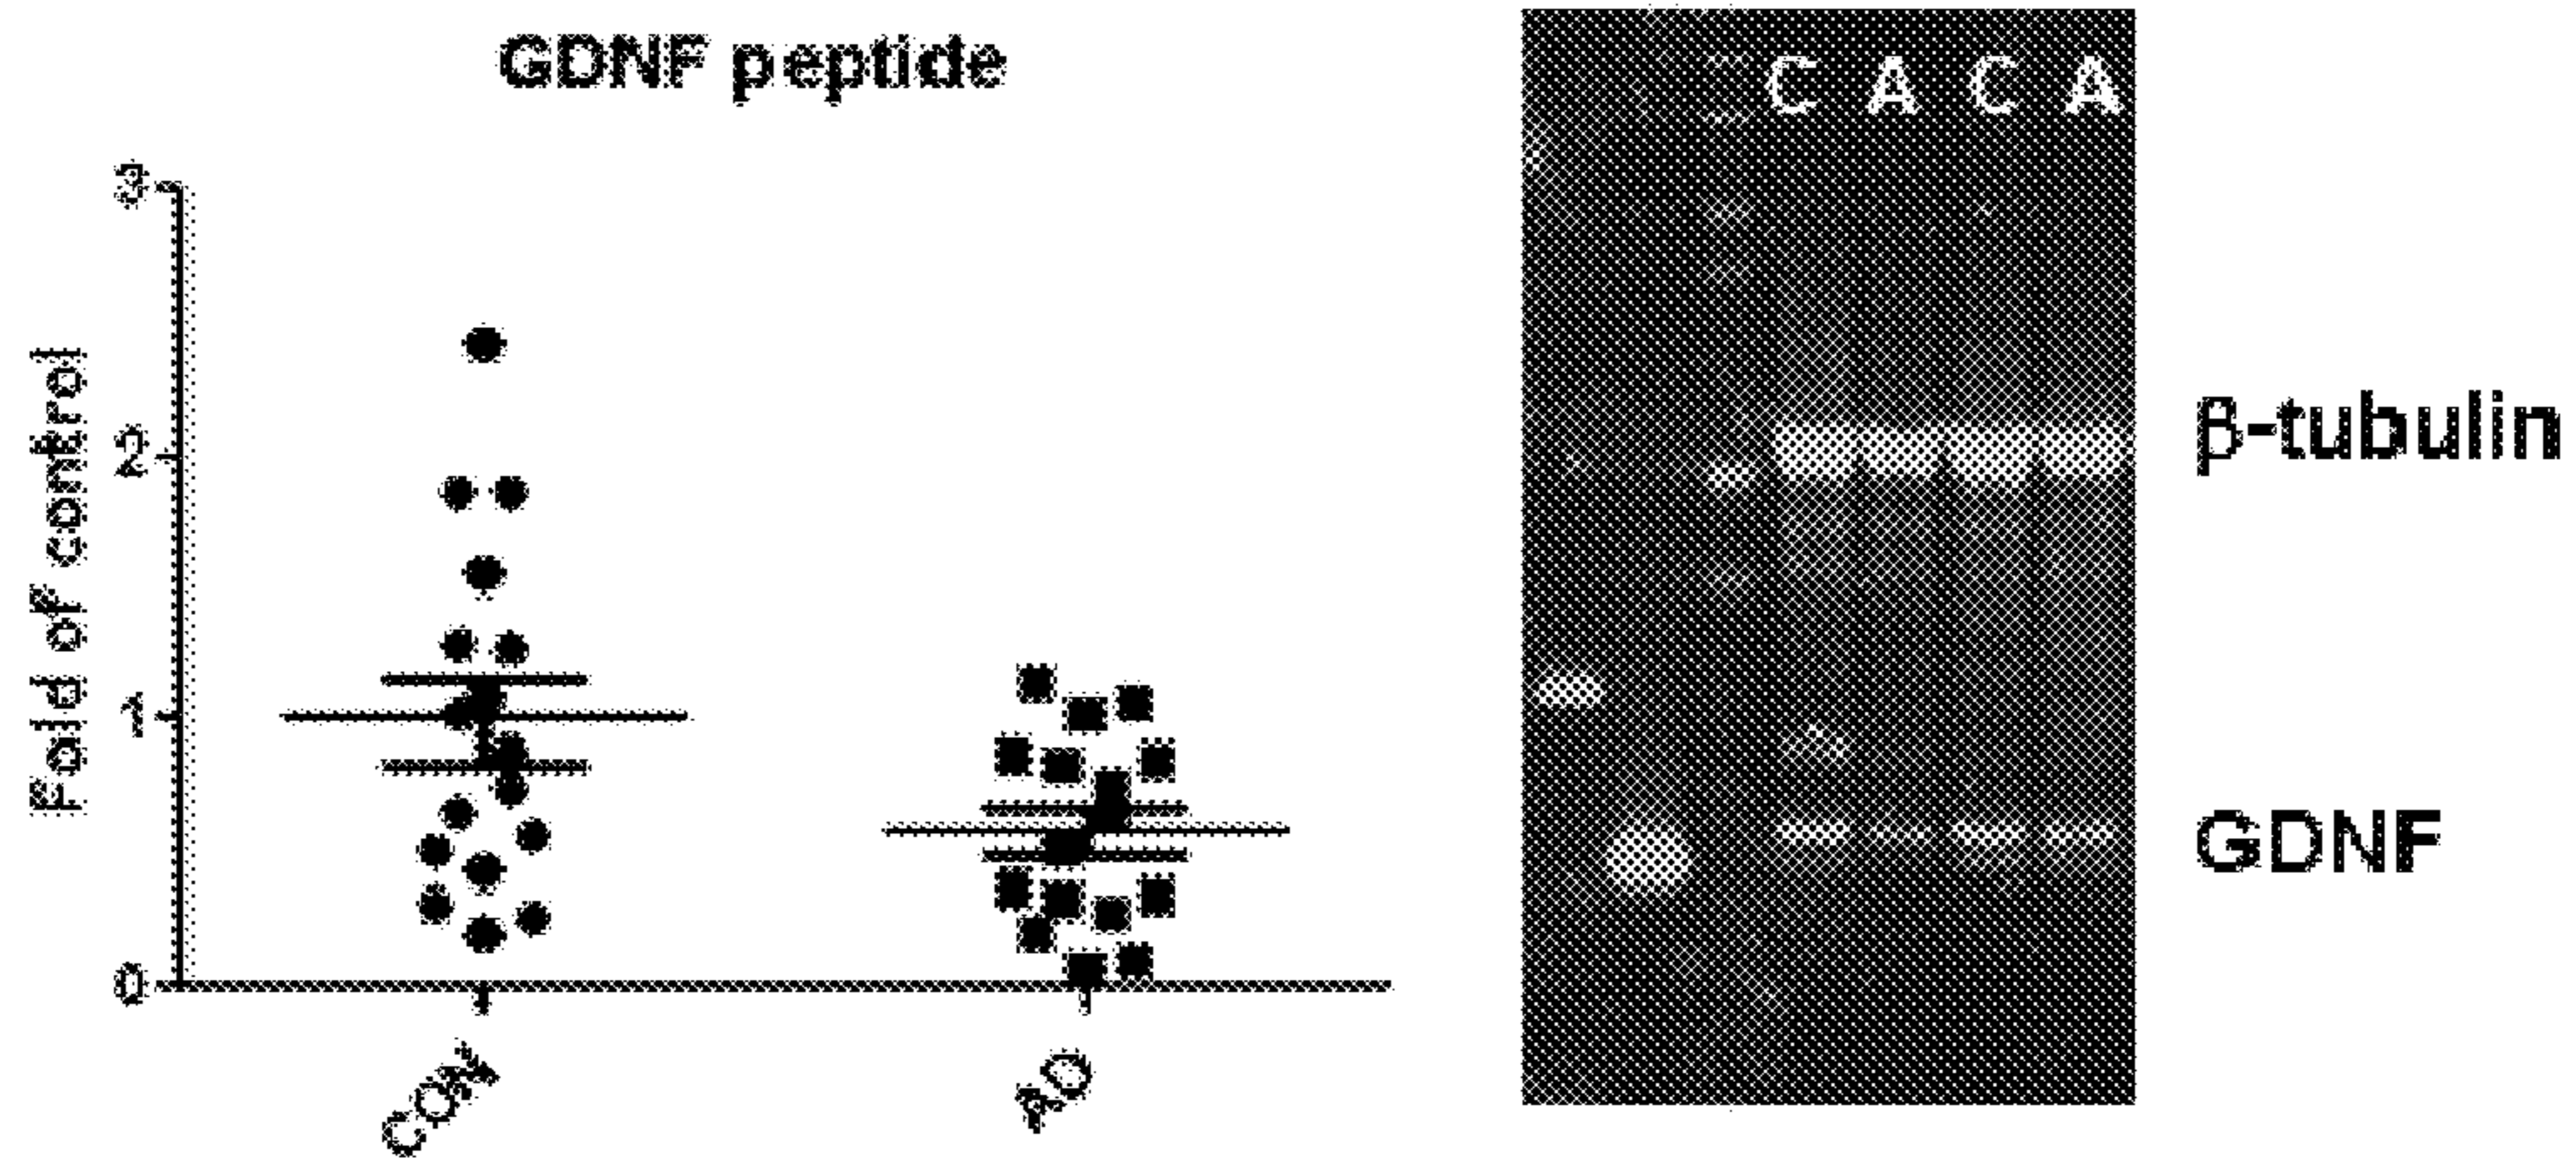 GDNF peptide
Fold of control
3
2
1
0
CON
AD
C A C A
β-tubulin
GDNF